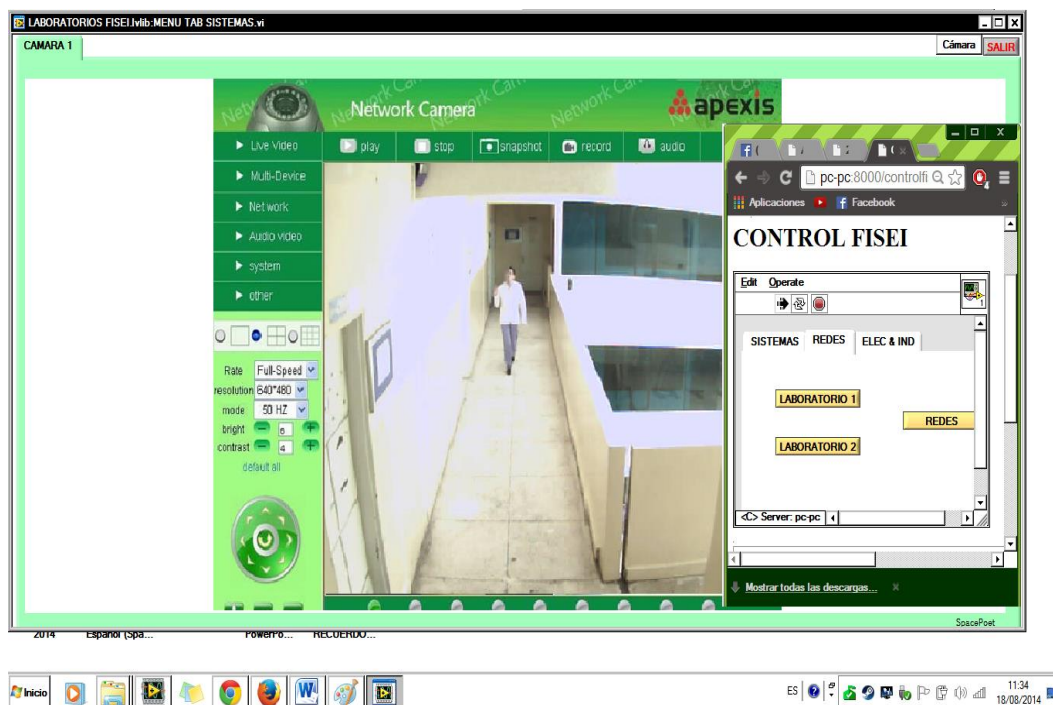 LABORATORIOS FISEI.lvlib:MENU TAB SISTEMAS.vi
CAMARA 1
Cámara SALIR
Network Camera
apexis
Live Video
play stop snapshot record audio
Multi-Device
Network
Audio video
system
other
Rate Full-Speed
resolution 640*480
mode 50 HZ
bright 6
contrast 4
default all
pc-pc:8000/controlfi
4
Aplicaciones Facebook
CONTROL FISEI
Edit Operate
1
SISTEMAS REDES ELEC & IND
LABORATORIO 1
REDES
LABORATORIO 2
<C> Server: pc-pc
Mostrar todas las descargas...
SpacePoet
2014 Español (Spa... PowerPo... RECUERDO...
Inicio
ES
11:34
18/08/2014